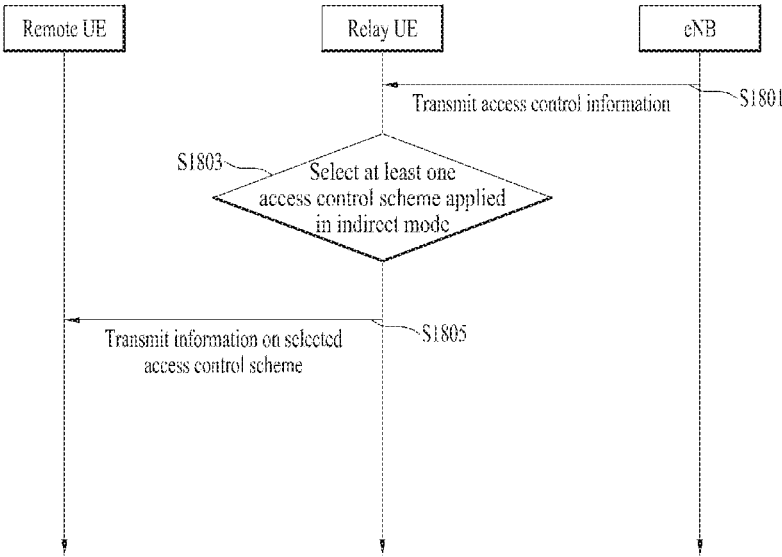 Remote UE
Relay UE
eNB
S1801
Transmit access control information
S1803
Select at least one
access control scheme applied
in indirect mode
S1805
Transmit information on selected
access control scheme